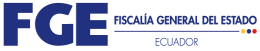 FGE
FISCALÍA GENERAL DEL ESTADO
ECUADOR